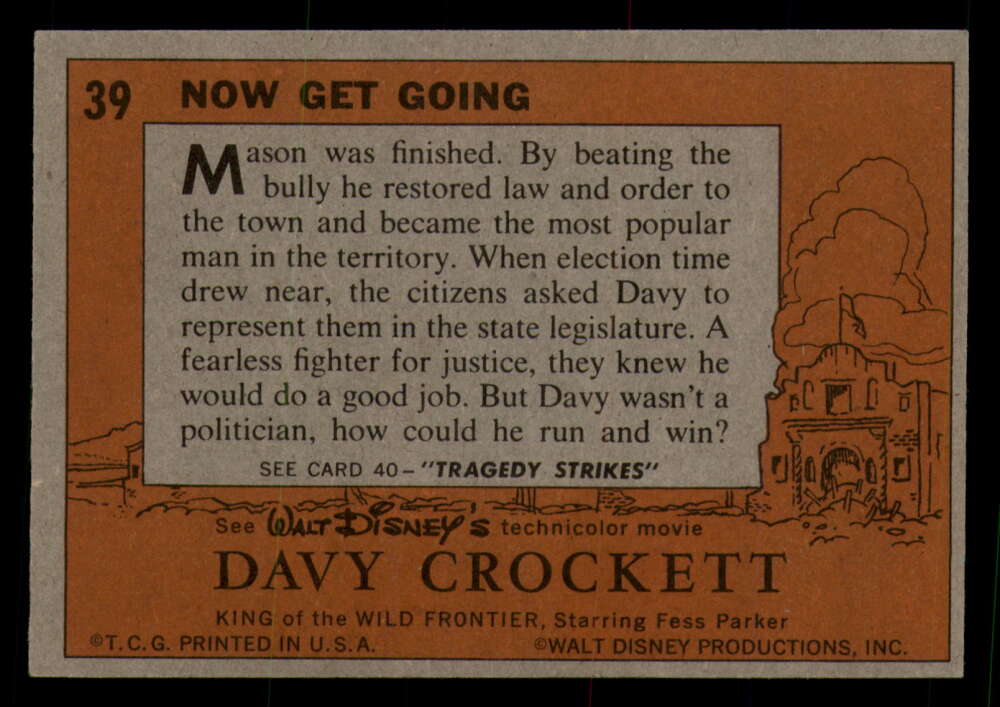 39 NOW GET GOING
Mason was finished. By beating the
bully he restored law and order to
the town and became the most popular
man in the territory. When election time
drew near, the citizens asked Davy to
represent them in the state legislature. A
fearless fighter for justice, they knew he
would do a good job. But Davy wasn't a
politician, how could he run and win?
SEE CARD 40—"TRAGEDY STRIKES"
See WALT DISNEY'S technicolor movie
DAVY CROCKETT
KING of the WILD FRONTIER, Starring Fess Parker
©T.C.G. PRINTED IN U.S.A. ©WALT DISNEY PRODUCTIONS, INC.